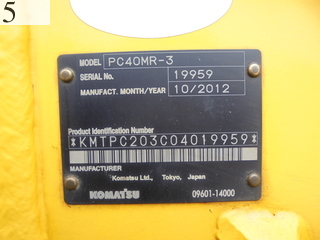 5
MODEL PC40MR-3
SERIAL No. 19959
MANUFACT. MONTH/YEAR 10/2012
Product Identification Number
*KMTPC203C04019959*
MANUFACTURER
Komatsu Ltd., Tokyo, Japan
KOMATSU 09601-14000